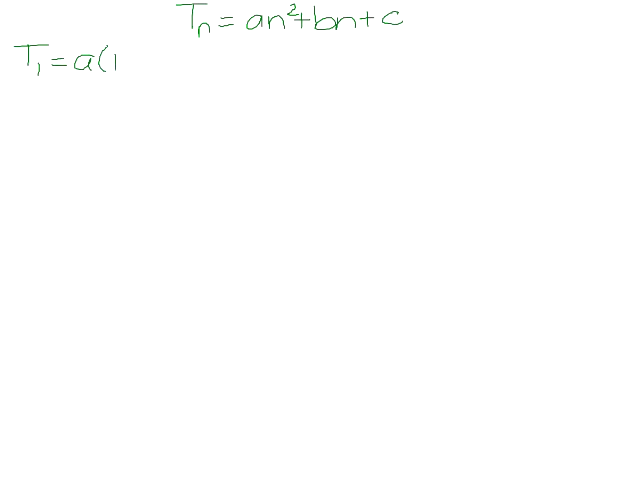 Tₙ = an² + bn + c
T₁ = a(1